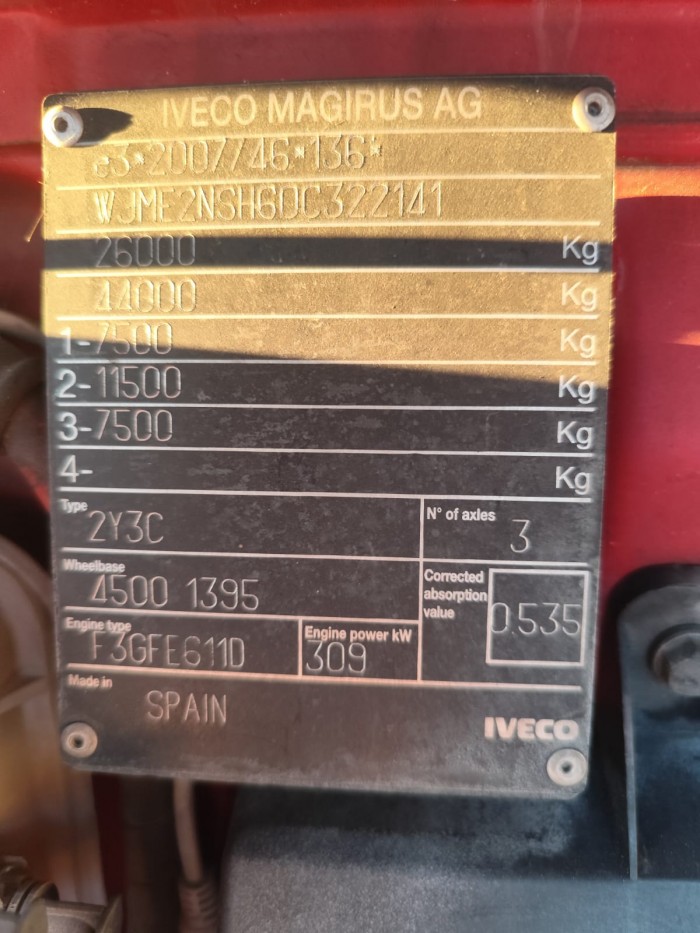 IVECO MAGIRUS AG
e3*2007/46*136*
WJME2NSH60C322141
26000 Kg
44000 Kg
1-7500 Kg
2-11500 Kg
3-7500 Kg
4- Kg
Type 2Y3C
N° of axles 3
Wheelbase 4500 1395
Corrected absorption value 0.535
Engine type F3GFE611D
Engine power kW 309
Made in SPAIN
IVECO